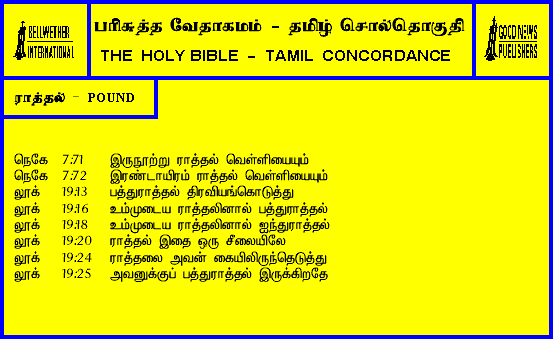 BELLWETHER
INTERNATIONAL
பரிசுத்த வேதாகமம் - தமிழ் சொல்தொகுதி
THE HOLY BIBLE - TAMIL CONCORDANCE
GOOD NEWS
PUBLISHERS
ராத்தல் - POUND
நெகே 7:71 இருநூற்று ராத்தல் வெள்ளியையும்
நெகே 7:72 இரண்டாயிரம் ராத்தல் வெள்ளியையும்
லூக் 19:13 பத்துராத்தல் திரவியங்கொடுத்து
லூக் 19:16 உம்முடைய ராத்தலினால் பத்துராத்தல்
லூக் 19:18 உம்முடைய ராத்தலினால் ஐந்துராத்தல்
லூக் 19:20 ராத்தல் இதை ஒரு சீலையிலே
லூக் 19:24 ராத்தலை அவன் கையிலிருந்தெடுத்து
லூக் 19:25 அவனுக்குப் பத்துராத்தல் இருக்கிறதே